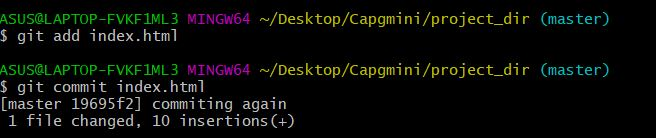 ASUS@LAPTOP-FVKF1ML3 MINGW64 ~/Desktop/Capgmini/project_dir (master)
$ git add index.html
ASUS@LAPTOP-FVKF1ML3 MINGW64 ~/Desktop/Capgmini/project_dir (master)
$ git commit index.html
[master 19695f2] commiting again
 1 file changed, 10 insertions(+)